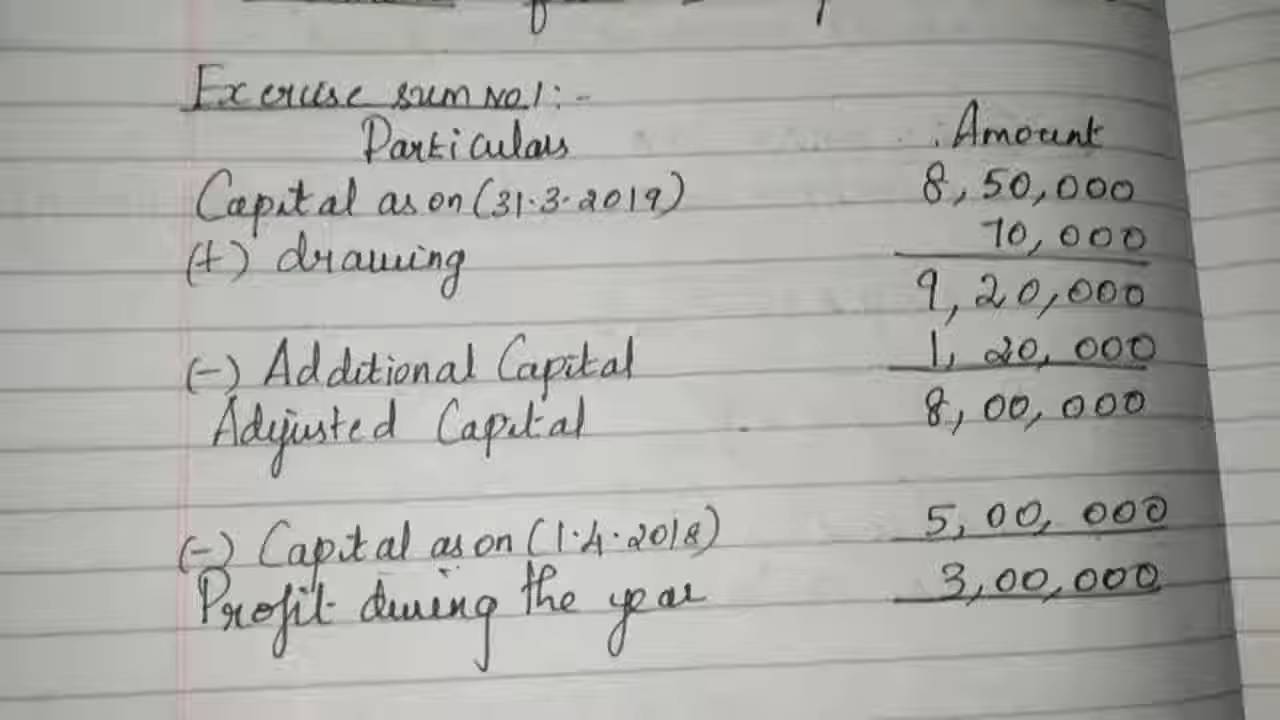 Exercise sum No 1:-
Particulars Amount
Capital as on (31.3.2019) 8,50,000
(+) drawing 70,000
9,20,000
(-) Additional Capital 1,20,000
Adjusted Capital 8,00,000
(-) Capital as on (1.4.2018) 5,00,000
Profit during the year 3,00,000